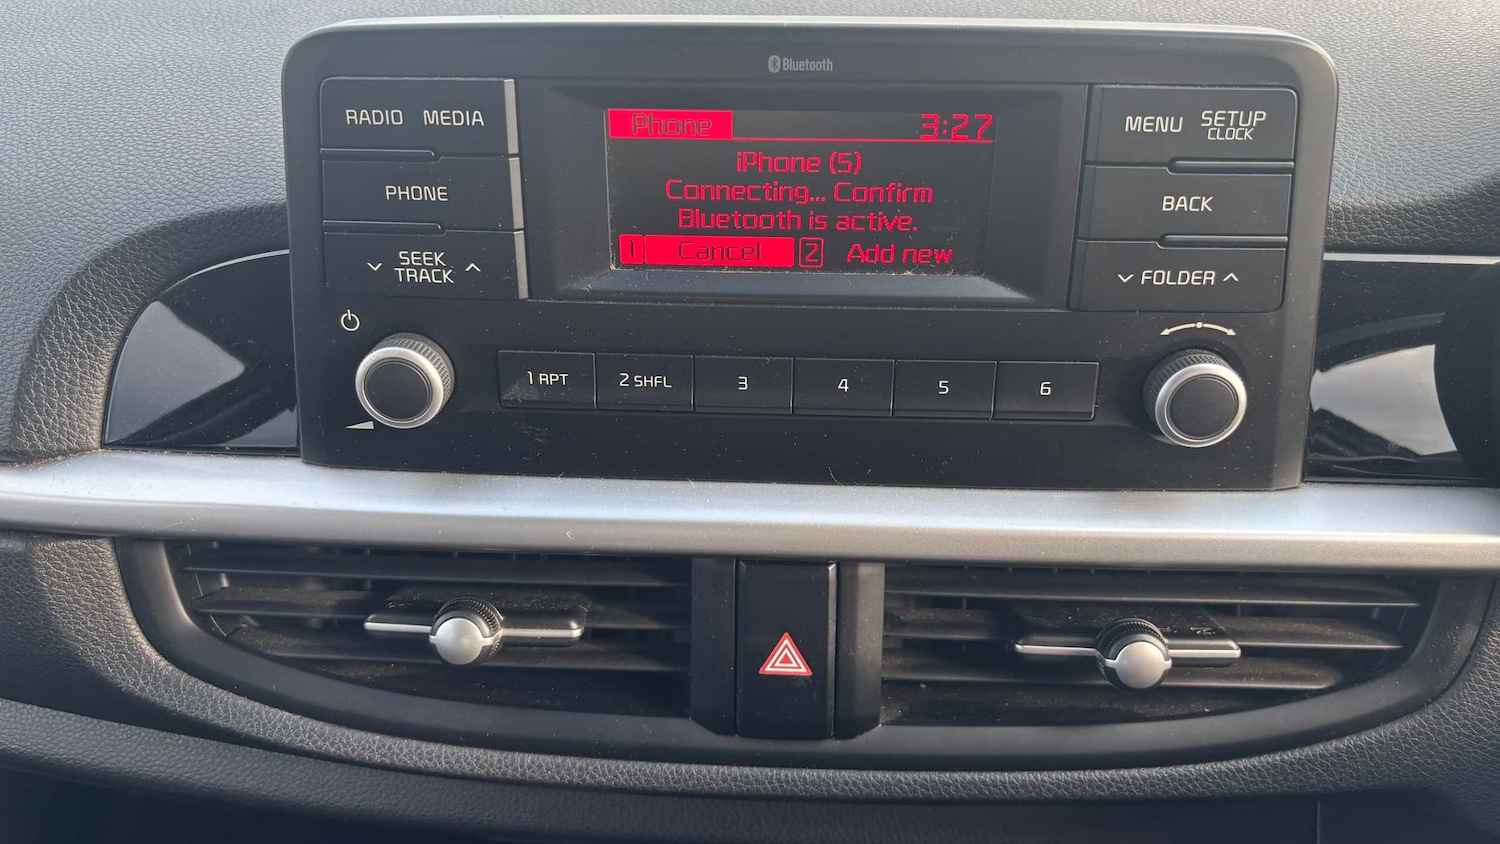 Bluetooth
RADIO MEDIA
PHONE
SEEK
TRACK
Phone 3:27
iPhone (5)
Connecting... Confirm
Bluetooth is active.
1 Cancel 2 Add new
MENU SETUP
CLOCK
BACK
FOLDER
1 RPT 2 SHFL 3 4 5 6